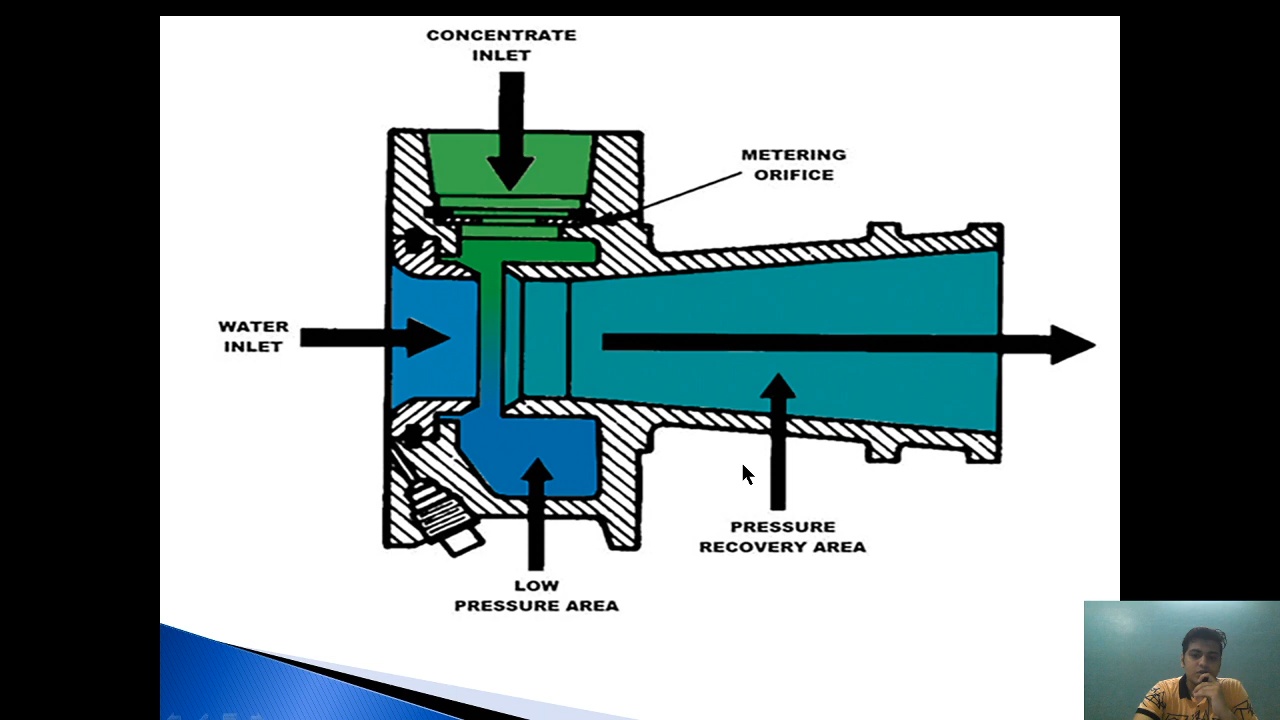 CONCENTRATE
INLET
METERING
ORIFICE
WATER
INLET
PRESSURE
RECOVERY AREA
LOW
PRESSURE AREA